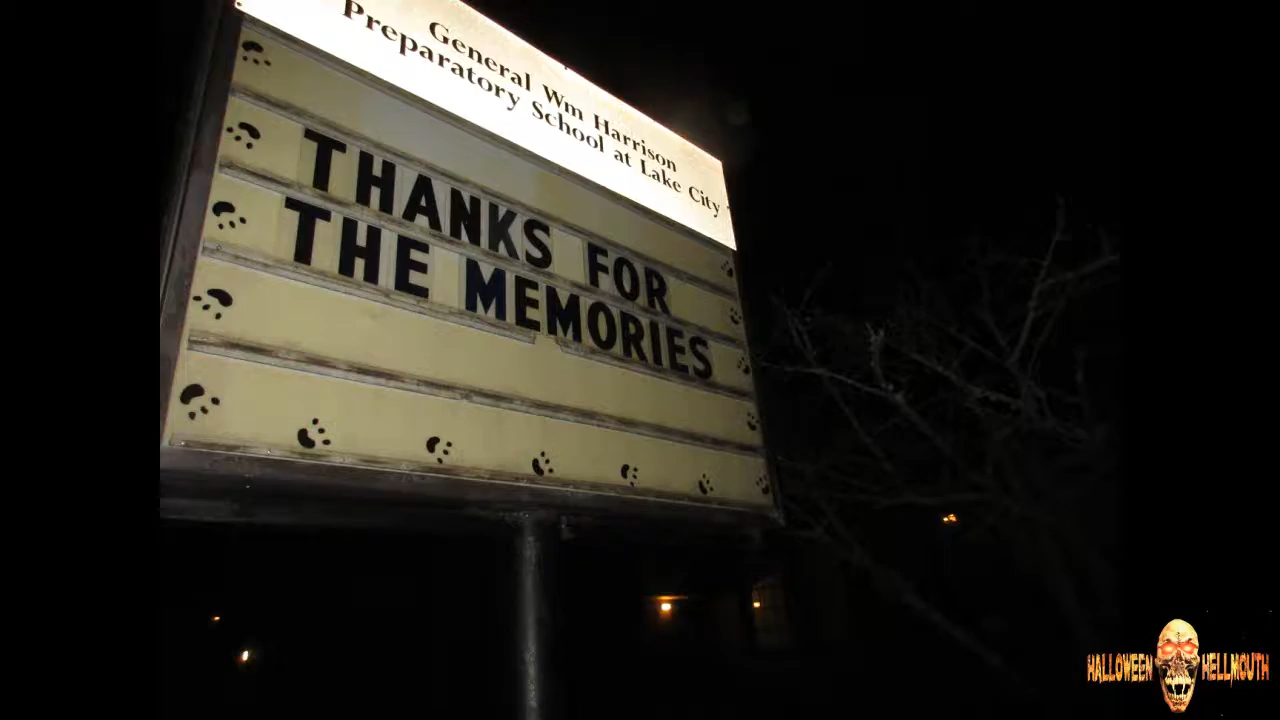 General Wm Harrison
Preparatory School at Lake City
THANKS FOR
THE MEMORIES
HALLOWEEN HELLMOUTH